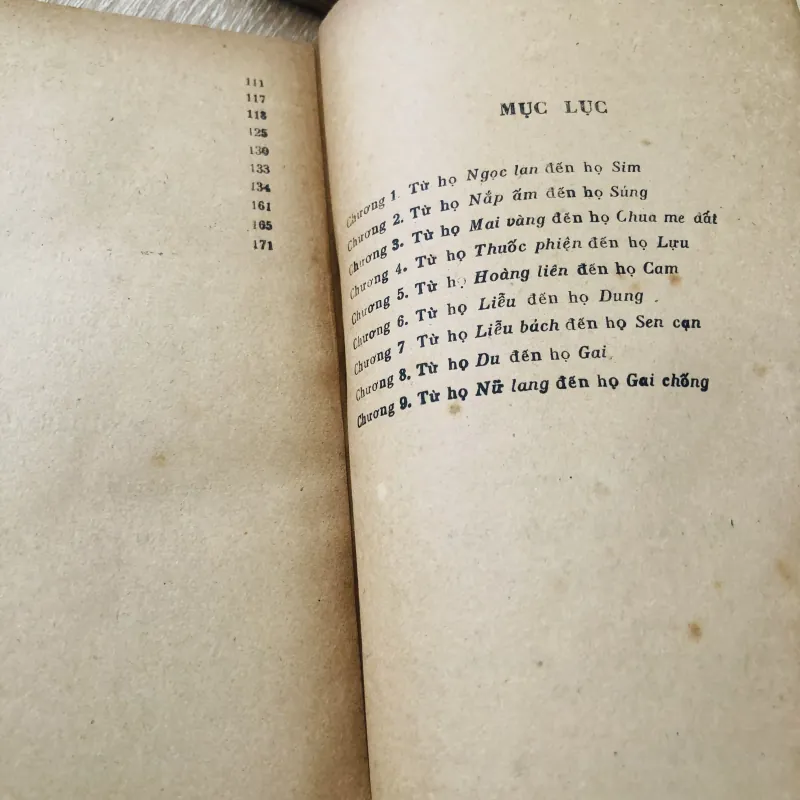 111
117
118
125
130
133
134
161
165
171
MỤC LỤC
Chương 1. Từ họ Ngọc lan đến họ Sim
Chương 2. Từ họ Nắp ấm đến họ Súng
Chương 3. Từ họ Mai vàng đến họ Chua me đất
Chương 4. Từ họ Thuốc phiện đến họ Lựu
Chương 5. Từ họ Hoàng liên đến họ Cam
Chương 6. Từ họ Liễu đến họ Dung
Chương 7 Từ họ Liễu bách đến họ Sen cạn
Chương 8. Từ họ Du đến họ Gai
Chương 9. Từ họ Nữ lang đến họ Gai chống